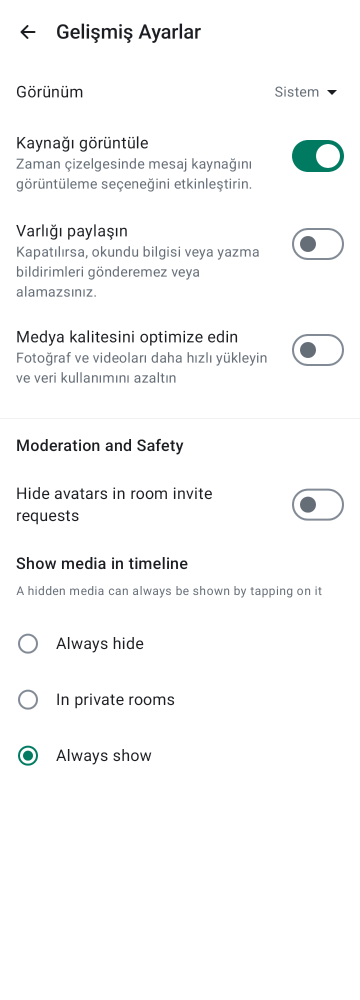 Gelişmiş Ayarlar
Görünüm
Sistem
Kaynağı görüntüle
Zaman çizelgesinde mesaj kaynağını
görüntüleme seçeneğini etkinleştirin.
Varlığı paylaşın
Kapatılırsa, okundu bilgisi veya yazma
bildirimleri gönderemez veya
alamazsınız.
Medya kalitesini optimize edin
Fotoğraf ve videoları daha hızlı yükleyin
ve veri kullanımını azaltın
Moderation and Safety
Hide avatars in room invite
requests
Show media in timeline
A hidden media can always be shown by tapping on it
Always hide
In private rooms
Always show